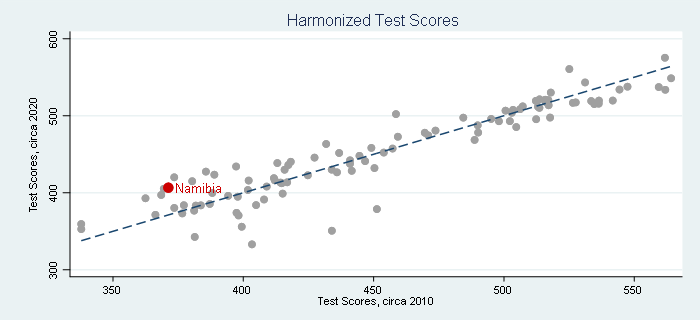 Harmonized Test Scores
Test Scores, circa 2020
600
500
400
300
Namibia
350
400
450
500
550
Test Scores, circa 2010